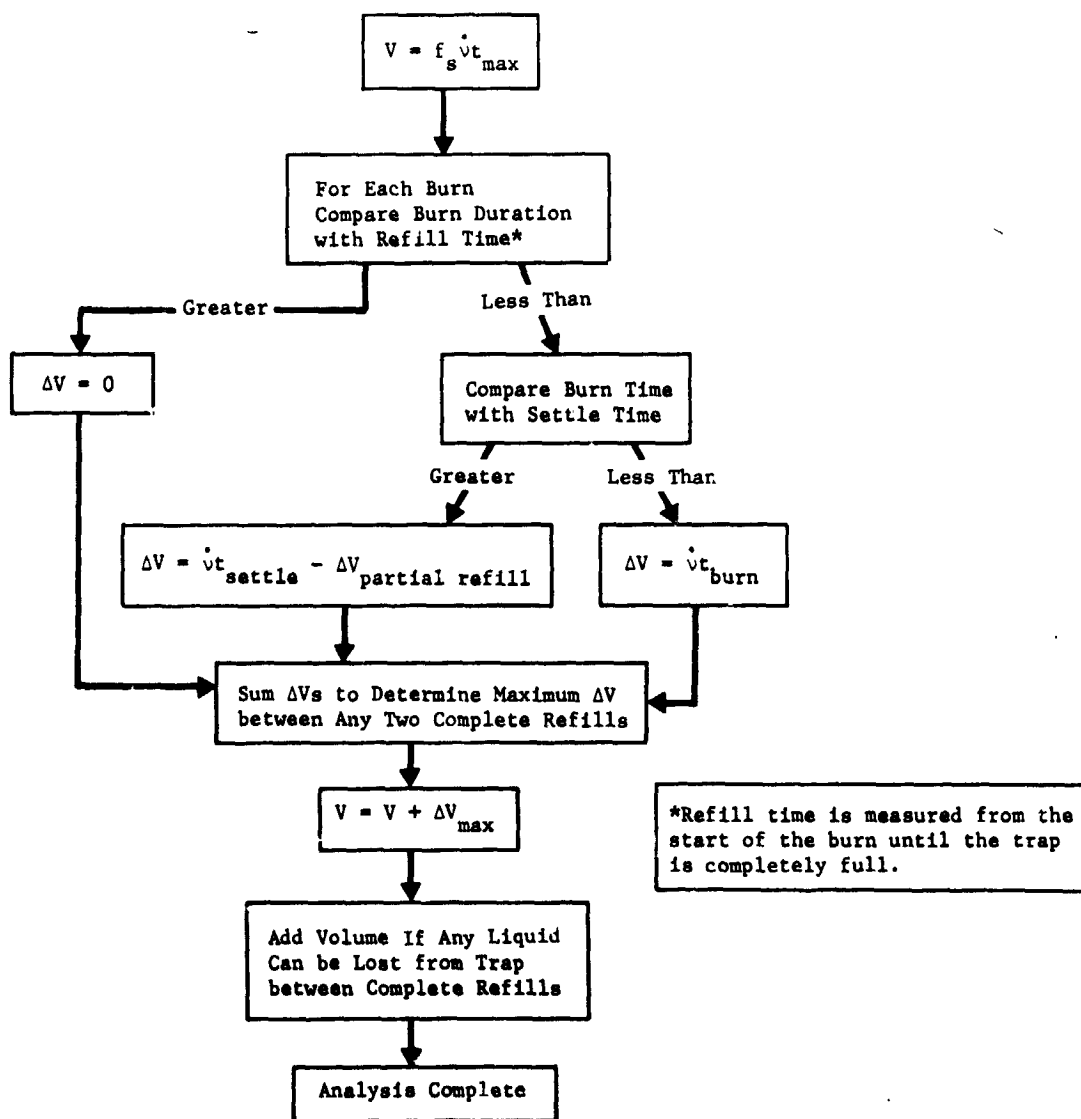 V = f_s ν̇t_max
For Each Burn
Compare Burn Duration
with Refill Time*
Greater
Less Than
ΔV = 0
Compare Burn Time
with Settle Time
Greater
Less Than
ΔV = ν̇t_settle - ΔV_partial refill
ΔV = ν̇t_burn
Sum ΔVs to Determine Maximum ΔV
between Any Two Complete Refills
V = V + ΔV_max
*Refill time is measured from the
start of the burn until the trap
is completely full.
Add Volume If Any Liquid
Can be Lost from Trap
between Complete Refills
Analysis Complete